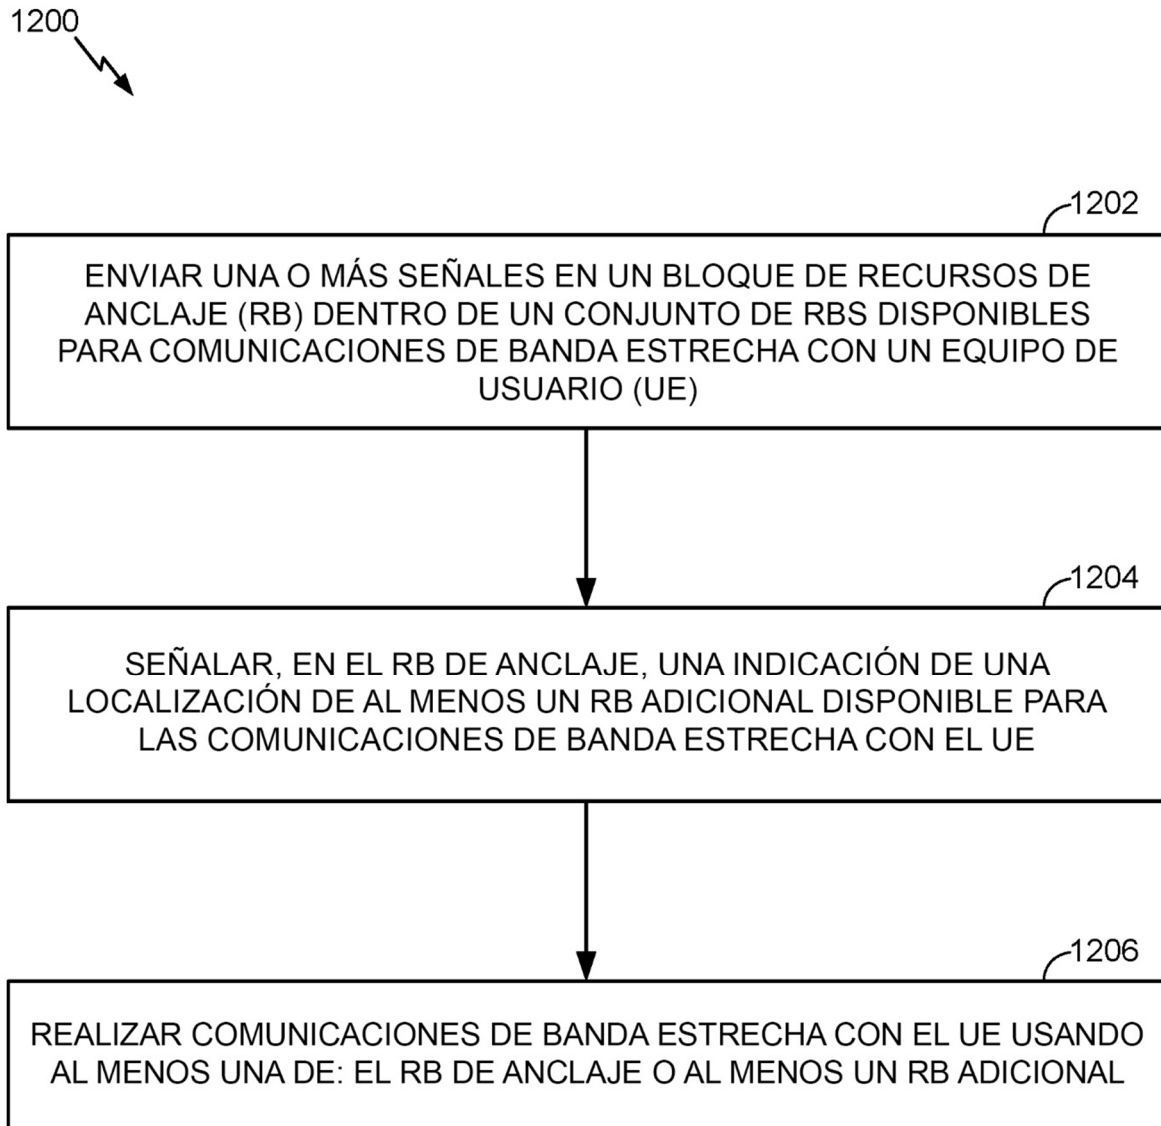 1200
1202
ENVIAR UNA O MÁS SEÑALES EN UN BLOQUE DE RECURSOS DE
ANCLAJE (RB) DENTRO DE UN CONJUNTO DE RBS DISPONIBLES
PARA COMUNICACIONES DE BANDA ESTRECHA CON UN EQUIPO DE
USUARIO (UE)
1204
SEÑALAR, EN EL RB DE ANCLAJE, UNA INDICACIÓN DE UNA
LOCALIZACIÓN DE AL MENOS UN RB ADICIONAL DISPONIBLE PARA
LAS COMUNICACIONES DE BANDA ESTRECHA CON EL UE
1206
REALIZAR COMUNICACIONES DE BANDA ESTRECHA CON EL UE USANDO
AL MENOS UNA DE: EL RB DE ANCLAJE O AL MENOS UN RB ADICIONAL